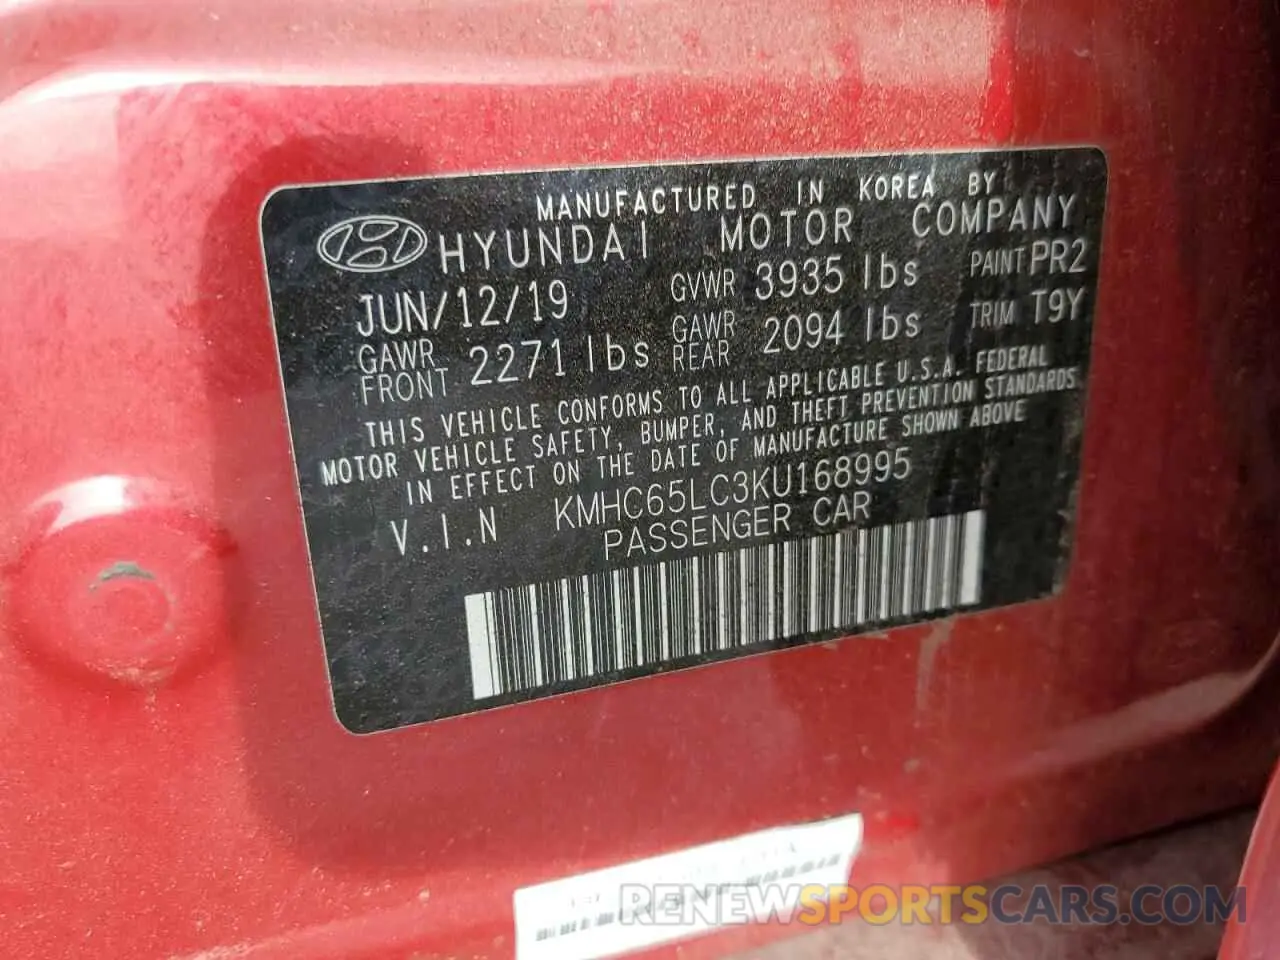 MANUFACTURED IN KOREA BY
HYUNDAI MOTOR COMPANY
JUN/12/19 GVWR 3935 lbs PAINT PR2
GAWR FRONT 2271 lbs GAWR REAR 2094 lbs TRIM T9Y
THIS VEHICLE CONFORMS TO ALL APPLICABLE U.S.A. FEDERAL
MOTOR VEHICLE SAFETY, BUMPER, AND THEFT PREVENTION STANDARDS
IN EFFECT ON THE DATE OF MANUFACTURE SHOWN ABOVE
V.I.N KMHC65LC3KU168995
PASSENGER CAR
RENEWSPORTSCARS.COM